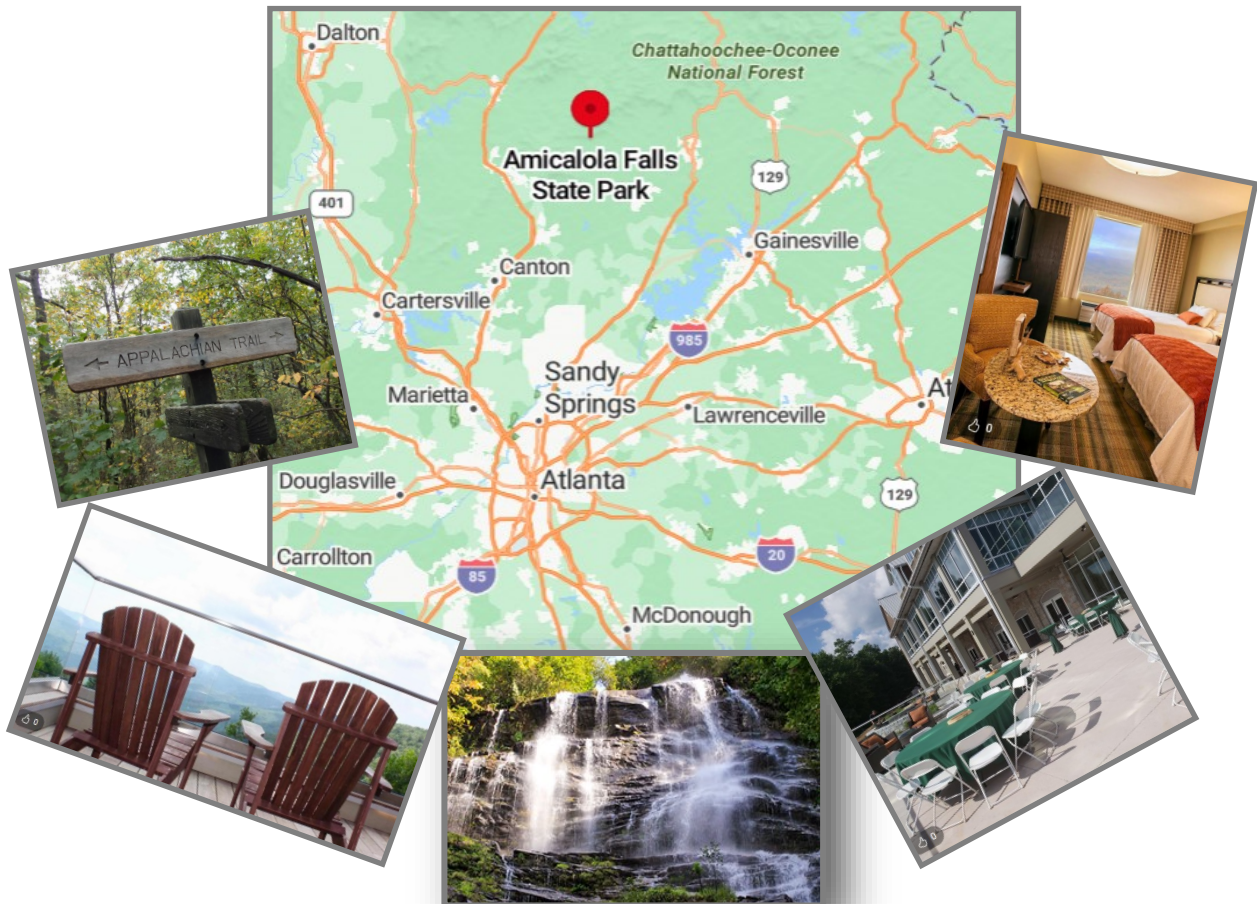 Dalton
Chattahoochee-Oconee
National Forest
Amicalola Falls
State Park
129
401
Gainesville
Canton
Cartersville
985
Sandy
Springs
Marietta
Lawrenceville
At
Douglasville
Atlanta
129
Carrollton
85
20
McDonough
← APPALACHIAN TRAIL →
0
0
0